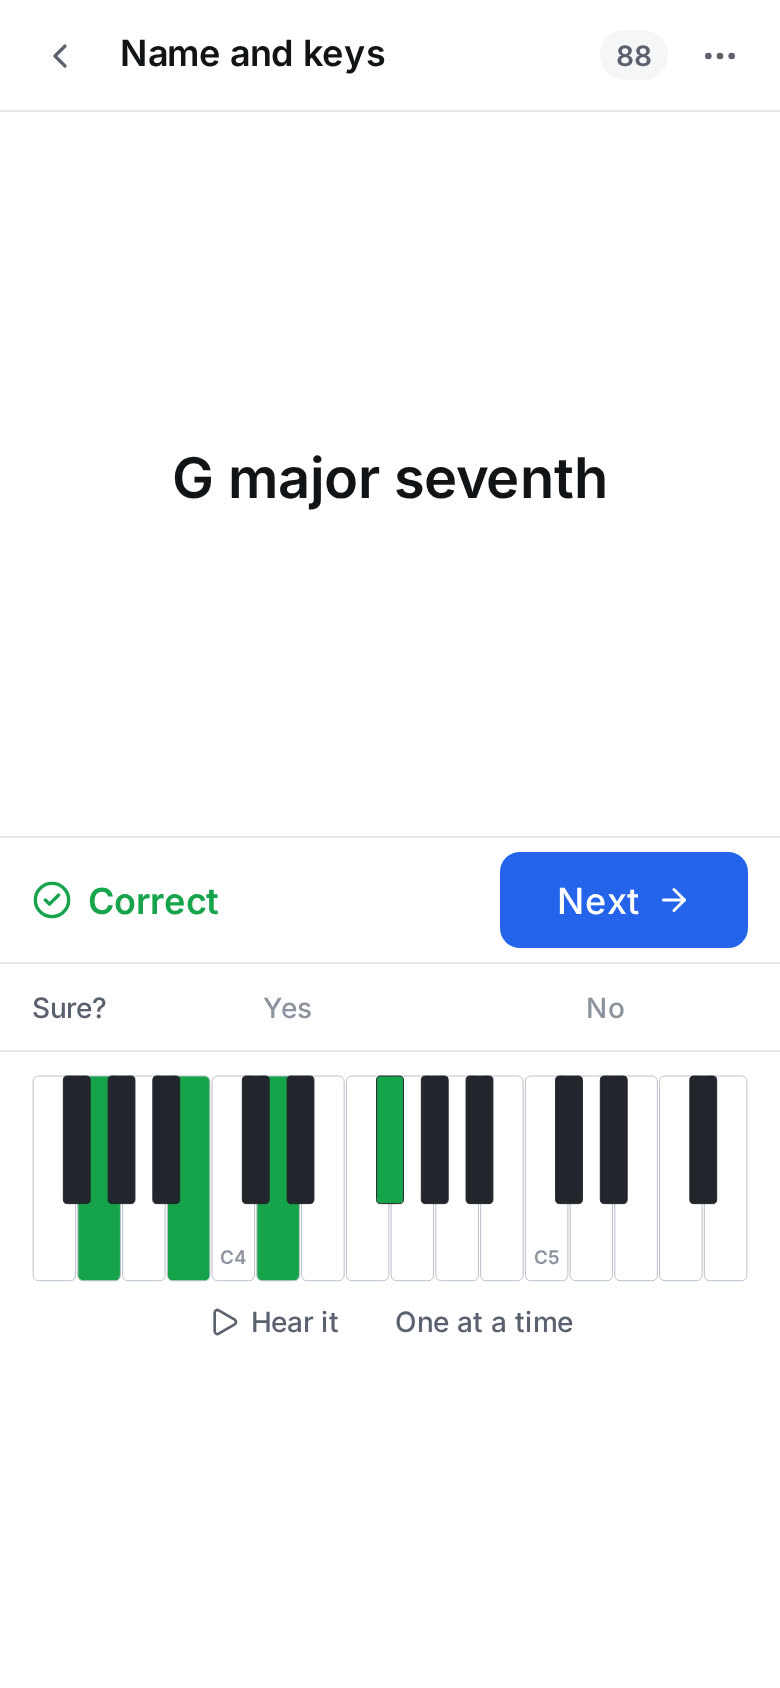 Name and keys
88
G major seventh
Correct
Next
Sure?
Yes
No
C4
C5
Hear it
One at a time